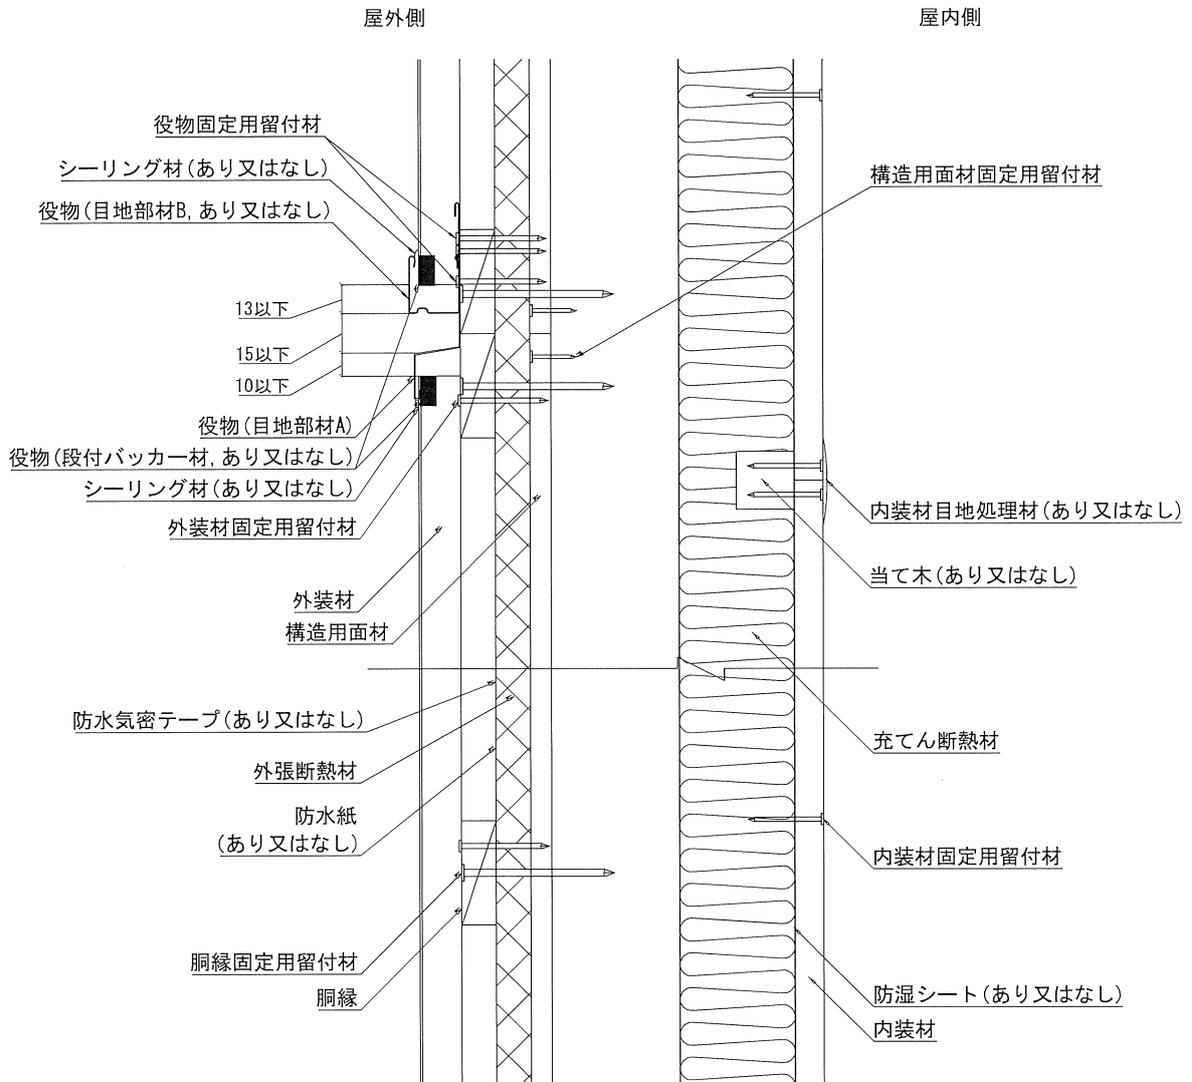 屋外側
屋内側
役物固定用留付材
シーリング材(あり又はなし)
役物(目地部材B,あり又はなし)
13以下
15以下
10以下
役物(目地部材A)
役物(段付バッカー材,あり又はなし)
シーリング材(あり又はなし)
外装材固定用留付材
外装材
構造用面材
防水気密テープ(あり又はなし)
外張断熱材
防水紙
(あり又はなし)
胴縁固定用留付材
胴縁
構造用面材固定用留付材
内装材目地処理材(あり又はなし)
当て木(あり又はなし)
充てん断熱材
内装材固定用留付材
防湿シート(あり又はなし)
内装材